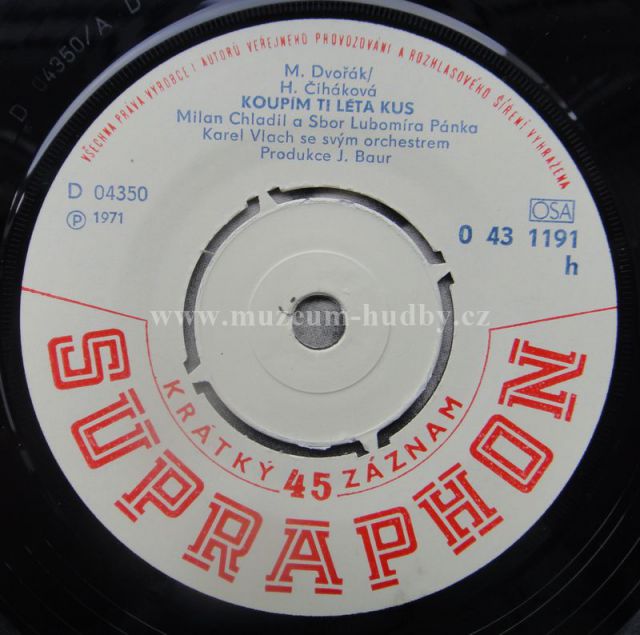 D 04350/A
VŠECHNA PRÁVA VÝROBCE I AUTORŮ VEŘEJNÉHO PROVOZOVÁNÍ A ROZHLASOVÉHO ŠÍŘENÍ VYHRAZENA
M. Dvořák/
H. Čiháková
KOUPÍM TI LÉTA KUS
Milan Chladil a Sbor Lubomíra Pánka
Karel Vlach se svým orchestrem
Produkce J. Baur
D 04350
℗ 1971
OSA
0 43 1191
h
www.muzeum-hudby.cz
KRÁTKÝ 45 ZÁZNAM
SUPRAPHON